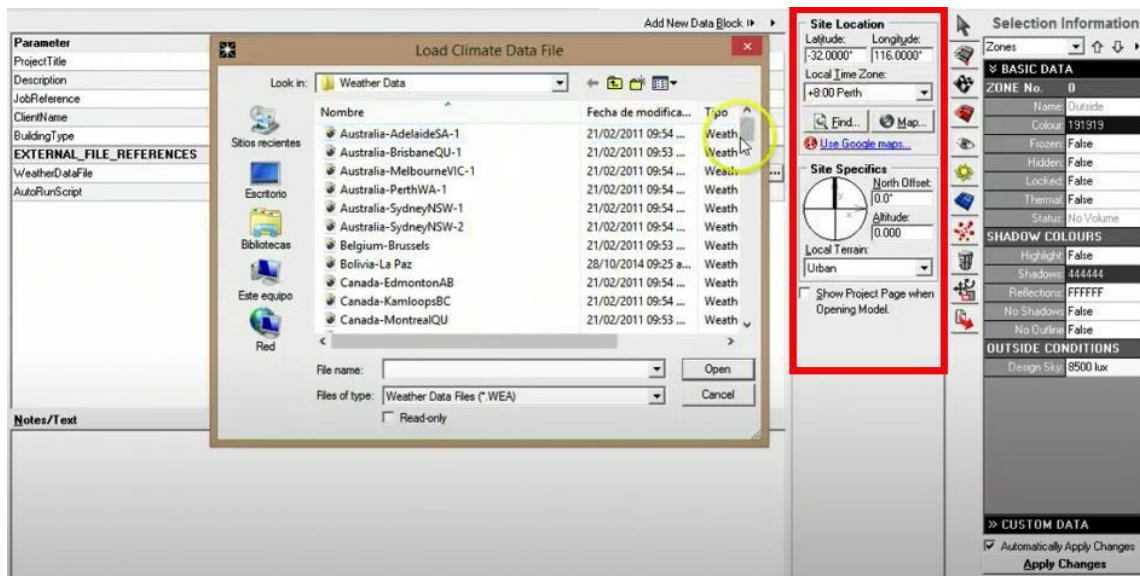 Add New Data Block
Parameter
ProjectTitle
Description
JobReference
ClientName
BuildingType
EXTERNAL_FILE_REFERENCES
WeatherDataFile
AutoRunScript
Notes/Text
Load Climate Data File
Look in: Weather Data
Sitios recientes
Escritorio
Bibliotecas
Este equipo
Red
Nombre Fecha de modifica... Tipo
Australia-AdelaideSA-1 21/02/2011 09:54 ... Weath
Australia-BrisbaneQU-1 21/02/2011 09:53 ... Weath
Australia-MelbourneVIC-1 21/02/2011 09:54 ... Weath
Australia-PerthWA-1 21/02/2011 09:54 ... Weath
Australia-SydneyNSW-1 21/02/2011 09:54 ... Weath
Australia-SydneyNSW-2 21/02/2011 09:54 ... Weath
Belgium-Brussels 21/02/2011 09:53 ... Weath
Bolivia-La Paz 28/10/2014 09:25 a... Weath
Canada-EdmontonAB 21/02/2011 09:54 ... Weath
Canada-KamloopsBC 21/02/2011 09:54 ... Weath
Canada-MontrealQU 21/02/2011 09:53 ... Weath
File name: Open
Files of type: Weather Data Files (*.WEA) Cancel
Read-only
Site Location
Latitude: Longitude:
-32.0000° 116.0000°
Local Time Zone:
+8:00 Perth
Find... Map...
Use Google maps...
Site Specifics
North Offset:
0.0°
Altitude:
0.000
y
x
Local Terrain:
Urban
Show Project Page when
Opening Model.
Selection Information
Zones
BASIC DATA
ZONE No. 0
Name: Outside
Colour: 191919
Frozen: False
Hidden: False
Locked: False
Thermal: False
Status: No Volume
SHADOW COLOURS
Highlight: False
Shadows: 444444
Reflections: FFFFFF
No Shadows: False
No Outline: False
OUTSIDE CONDITIONS
Design Sky: 8500 lux
CUSTOM DATA
Automatically Apply Changes
Apply Changes